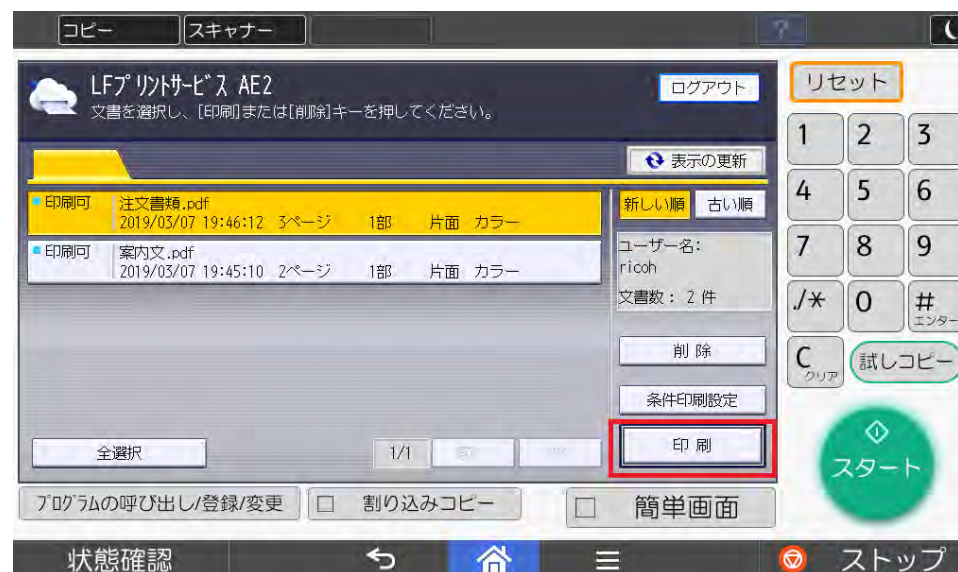 コピー スキャナー ?
LFプリントサービス AE2 ログアウト
文書を選択し、[印刷]または[削除]キーを押してください。
表示の更新
印刷可 注文書類.pdf
2019/03/07 19:46:12 3ページ 1部 片面 カラー
印刷可 案内文.pdf
2019/03/07 19:45:10 2ページ 1部 片面 カラー
新しい順 古い順
ユーザー名:
ricoh
文書数: 2 件
削 除
条件印刷設定
全選択 1/1 印 刷
プログラムの呼び出し/登録/変更 割り込みコピー 簡単画面
状態確認 ストップ
リセット
1 2 3
4 5 6
7 8 9
./* 0 #
エンター
C
クリア
試しコピー
スタート